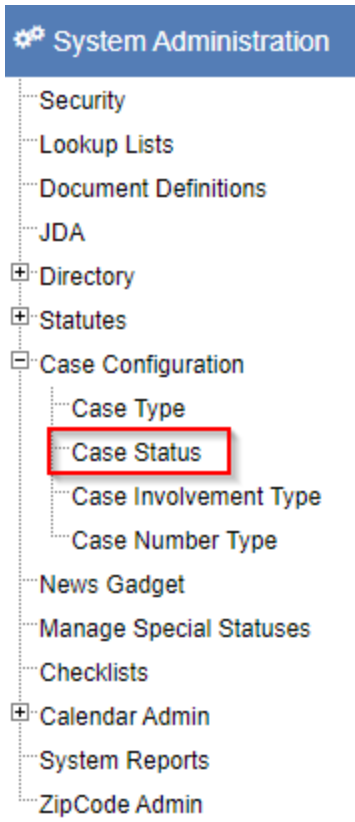 System Administration
Security
Lookup Lists
Document Definitions
JDA
Directory
Statutes
Case Configuration
Case Type
Case Status
Case Involvement Type
Case Number Type
News Gadget
Manage Special Statuses
Checklists
Calendar Admin
System Reports
ZipCode Admin